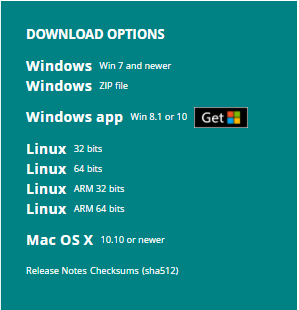 DOWNLOAD OPTIONS
Windows Win 7 and newer
Windows ZIP file
Windows app Win 8.1 or 10 Get
Linux 32 bits
Linux 64 bits
Linux ARM 32 bits
Linux ARM 64 bits
Mac OS X 10.10 or newer
Release Notes Checksums (sha512)